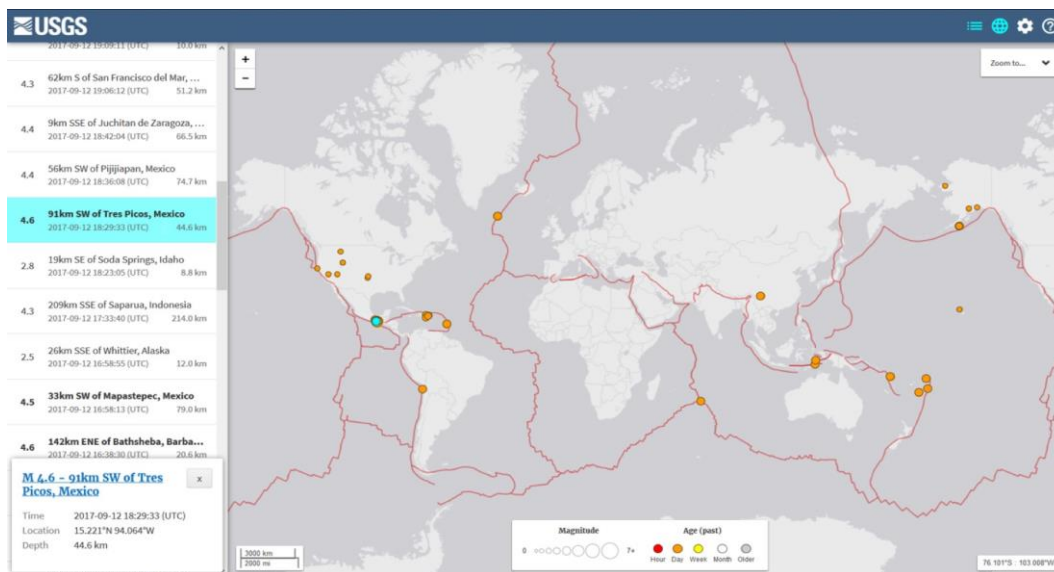 USGS
2017-09-12 19:09:11 (UTC) 10.0 km
4.3 62km S of San Francisco del Mar, ...
2017-09-12 19:06:12 (UTC) 51.2 km
4.4 9km SSE of Juchitan de Zaragoza, ...
2017-09-12 18:42:04 (UTC) 66.5 km
4.4 56km SW of Pijijiapan, Mexico
2017-09-12 18:36:08 (UTC) 74.7 km
4.6 91km SW of Tres Picos, Mexico
2017-09-12 18:29:33 (UTC) 44.6 km
2.8 19km SE of Soda Springs, Idaho
2017-09-12 18:23:05 (UTC) 8.8 km
4.3 209km SSE of Saparua, Indonesia
2017-09-12 17:33:40 (UTC) 214.0 km
2.5 26km SSE of Whittier, Alaska
2017-09-12 16:58:55 (UTC) 12.0 km
4.5 33km SW of Mapastepec, Mexico
2017-09-12 16:58:13 (UTC) 79.0 km
4.6 142km ENE of Bathsheba, Barba...
2017-09-12 16:38:30 (UTC) 20.6 km
M 4.6 - 91km SW of Tres
Picos, Mexico
x
Time 2017-09-12 18:29:33 (UTC)
Location 15.221°N 94.064°W
Depth 44.6 km
+
-
Zoom to...
3000 km
2000 mi
Magnitude Age (past)
0 7+
Hour Day Week Month Older
76.101°S : 103.008°W